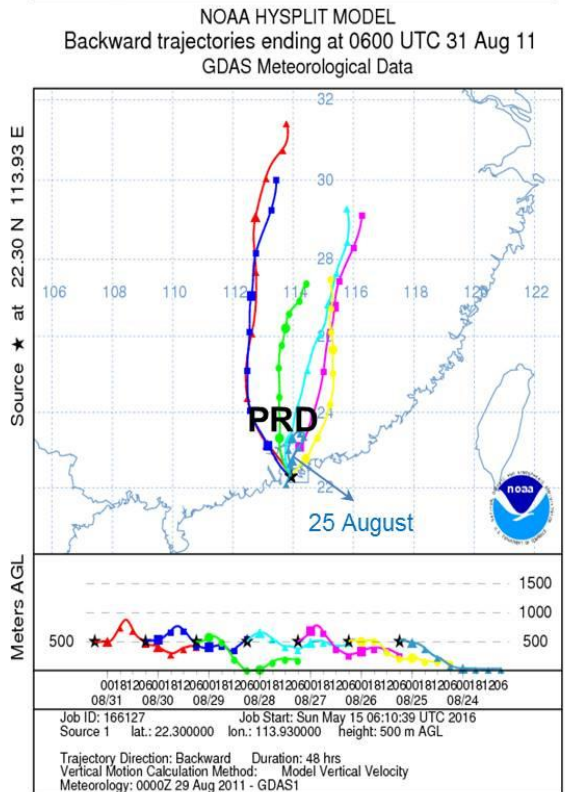 NOAA HYSPLIT MODEL
Backward trajectories ending at 0600 UTC 31 Aug 11
GDAS Meteorological Data
Source ★ at 22.30 N 113.93 E
32
30
28
106 108 110 112 114 116 120 122
24
22
PRD
25 August
noaa
Meters AGL
1500
1000
500 500
08/31 08/30 08/29 08/28 08/27 08/26 08/25 08/24
Job ID: 166127 Job Start: Sun May 15 06:10:39 UTC 2016
Source 1 lat.: 22.300000 lon.: 113.930000 height: 500 m AGL
Trajectory Direction: Backward Duration: 48 hrs
Vertical Motion Calculation Method: Model Vertical Velocity
Meteorology: 0000Z 29 Aug 2011 - GDAS1